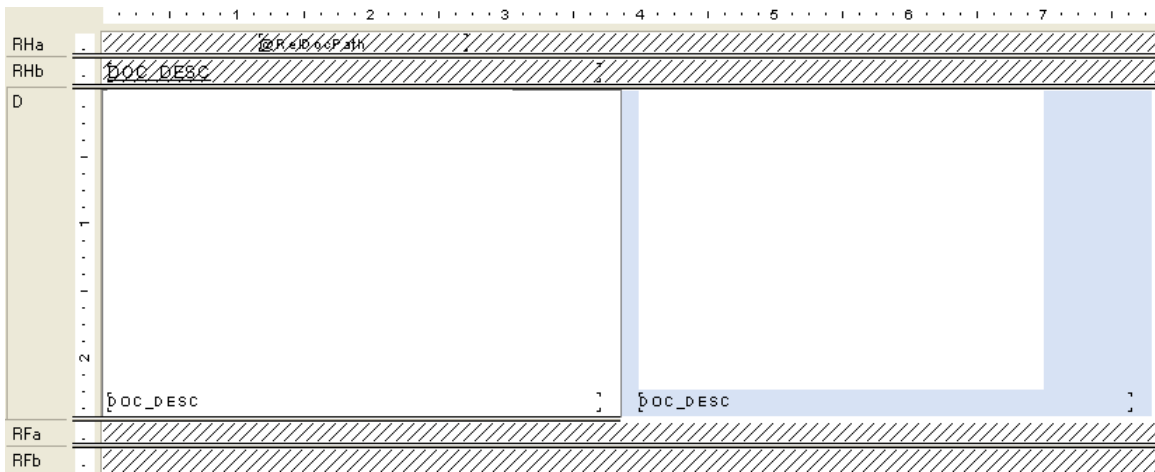 1 2 3 4 5 6 7
RHa @RelDocPath
RHb DOC_DESC
D
1
2
DOC_DESC DOC_DESC
RFa
RFb